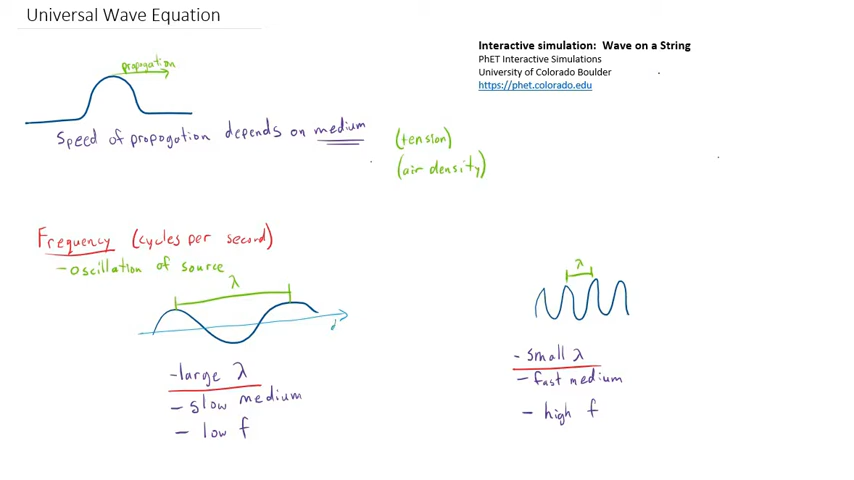 Universal Wave Equation
Interactive simulation: Wave on a String
PhET Interactive Simulations
University of Colorado Boulder
https://phet.colorado.edu
propogation
Speed of propogation depends on medium (tension)
(air density)
Frequency (cycles per second)
-oscillation of source
λ
λ
d
-large λ
- slow medium
- low f
- small λ
- fast medium
- high f